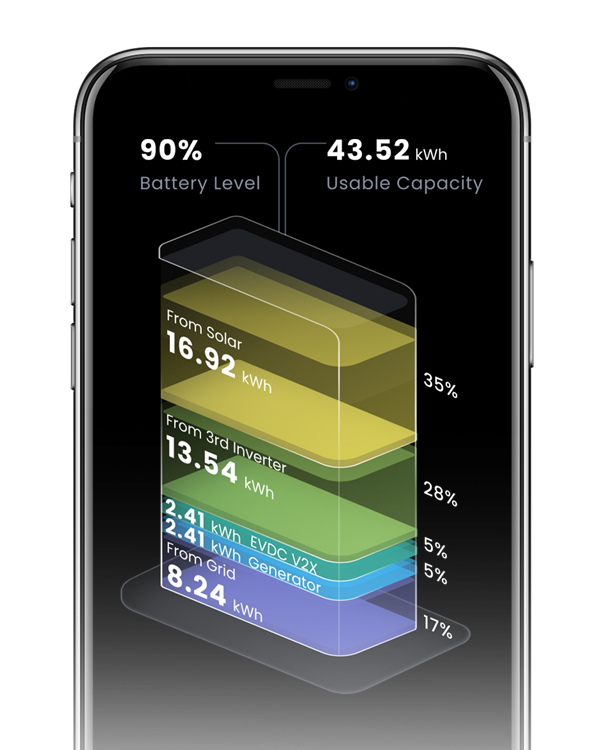 90%
Battery Level
43.52 kWh
Usable Capacity
From Solar
16.92 kWh
35%
From 3rd Inverter
13.54 kWh
28%
2.41 kWh EVDC V2X
5%
2.41 kWh Generator
5%
From Grid
8.24 kWh
17%